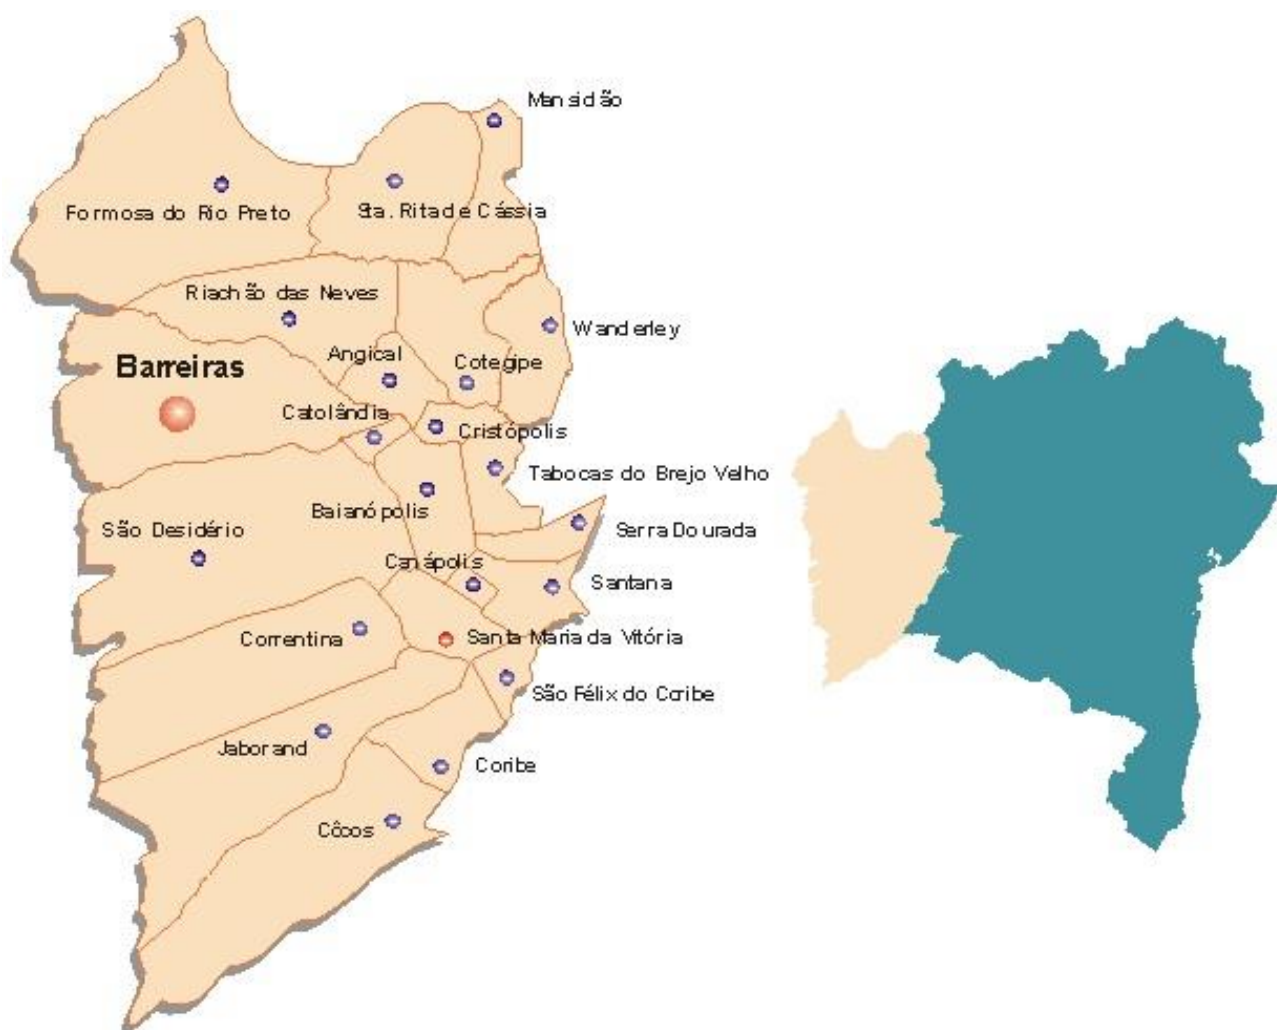 Mansidão
Formosa do Rio Preto
Sta. Rita de Cássia
Riachão das Neves
Wanderley
Angical
Cotegipe
Barreiras
Catolândia
Cristópolis
Tabocas do Brejo Velho
Baianópolis
São Desidério
Serra Dourada
Canápolis
Santana
Correntina
Santa Maria da Vitória
São Félix do Coribe
Jaborand
Coribe
Côcos